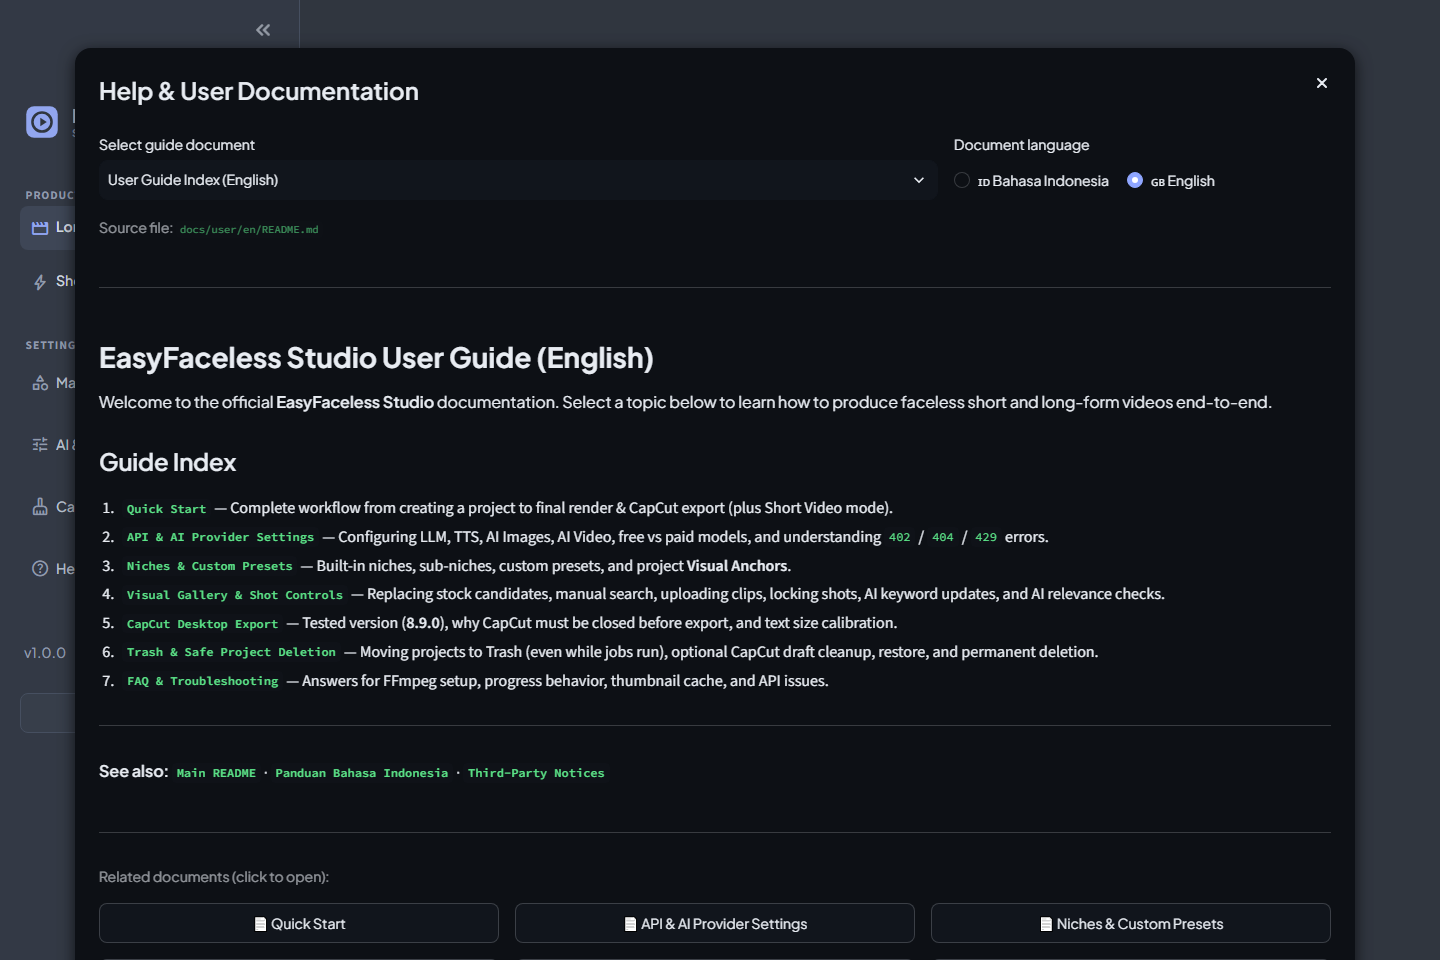 Help & User Documentation
Select guide document
Document language
User Guide Index (English)
ID Bahasa Indonesia
GB English
Source file: docs/user/en/README.md
PRODUC
Lo
Sh
SETTING
Ma
AI &
Ca
He
v1.0.0
EasyFaceless Studio User Guide (English)
Welcome to the official EasyFaceless Studio documentation. Select a topic below to learn how to produce faceless short and long-form videos end-to-end.
Guide Index
1. Quick Start — Complete workflow from creating a project to final render & CapCut export (plus Short Video mode).
2. API & AI Provider Settings — Configuring LLM, TTS, AI Images, AI Video, free vs paid models, and understanding 402 / 404 / 429 errors.
3. Niches & Custom Presets — Built-in niches, sub-niches, custom presets, and project Visual Anchors.
4. Visual Gallery & Shot Controls — Replacing stock candidates, manual search, uploading clips, locking shots, AI keyword updates, and AI relevance checks.
5. CapCut Desktop Export — Tested version (8.9.0), why CapCut must be closed before export, and text size calibration.
6. Trash & Safe Project Deletion — Moving projects to Trash (even while jobs run), optional CapCut draft cleanup, restore, and permanent deletion.
7. FAQ & Troubleshooting — Answers for FFmpeg setup, progress behavior, thumbnail cache, and API issues.
See also: Main README · Panduan Bahasa Indonesia · Third-Party Notices
Related documents (click to open):
Quick Start
API & AI Provider Settings
Niches & Custom Presets